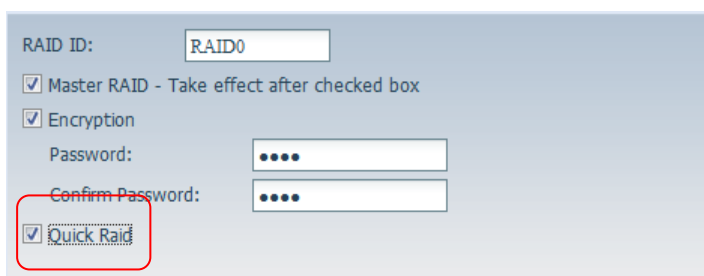 RAID ID: RAID0
Master RAID - Take effect after checked box
Encryption
Password: ••••
Confirm Password: ••••
Quick Raid